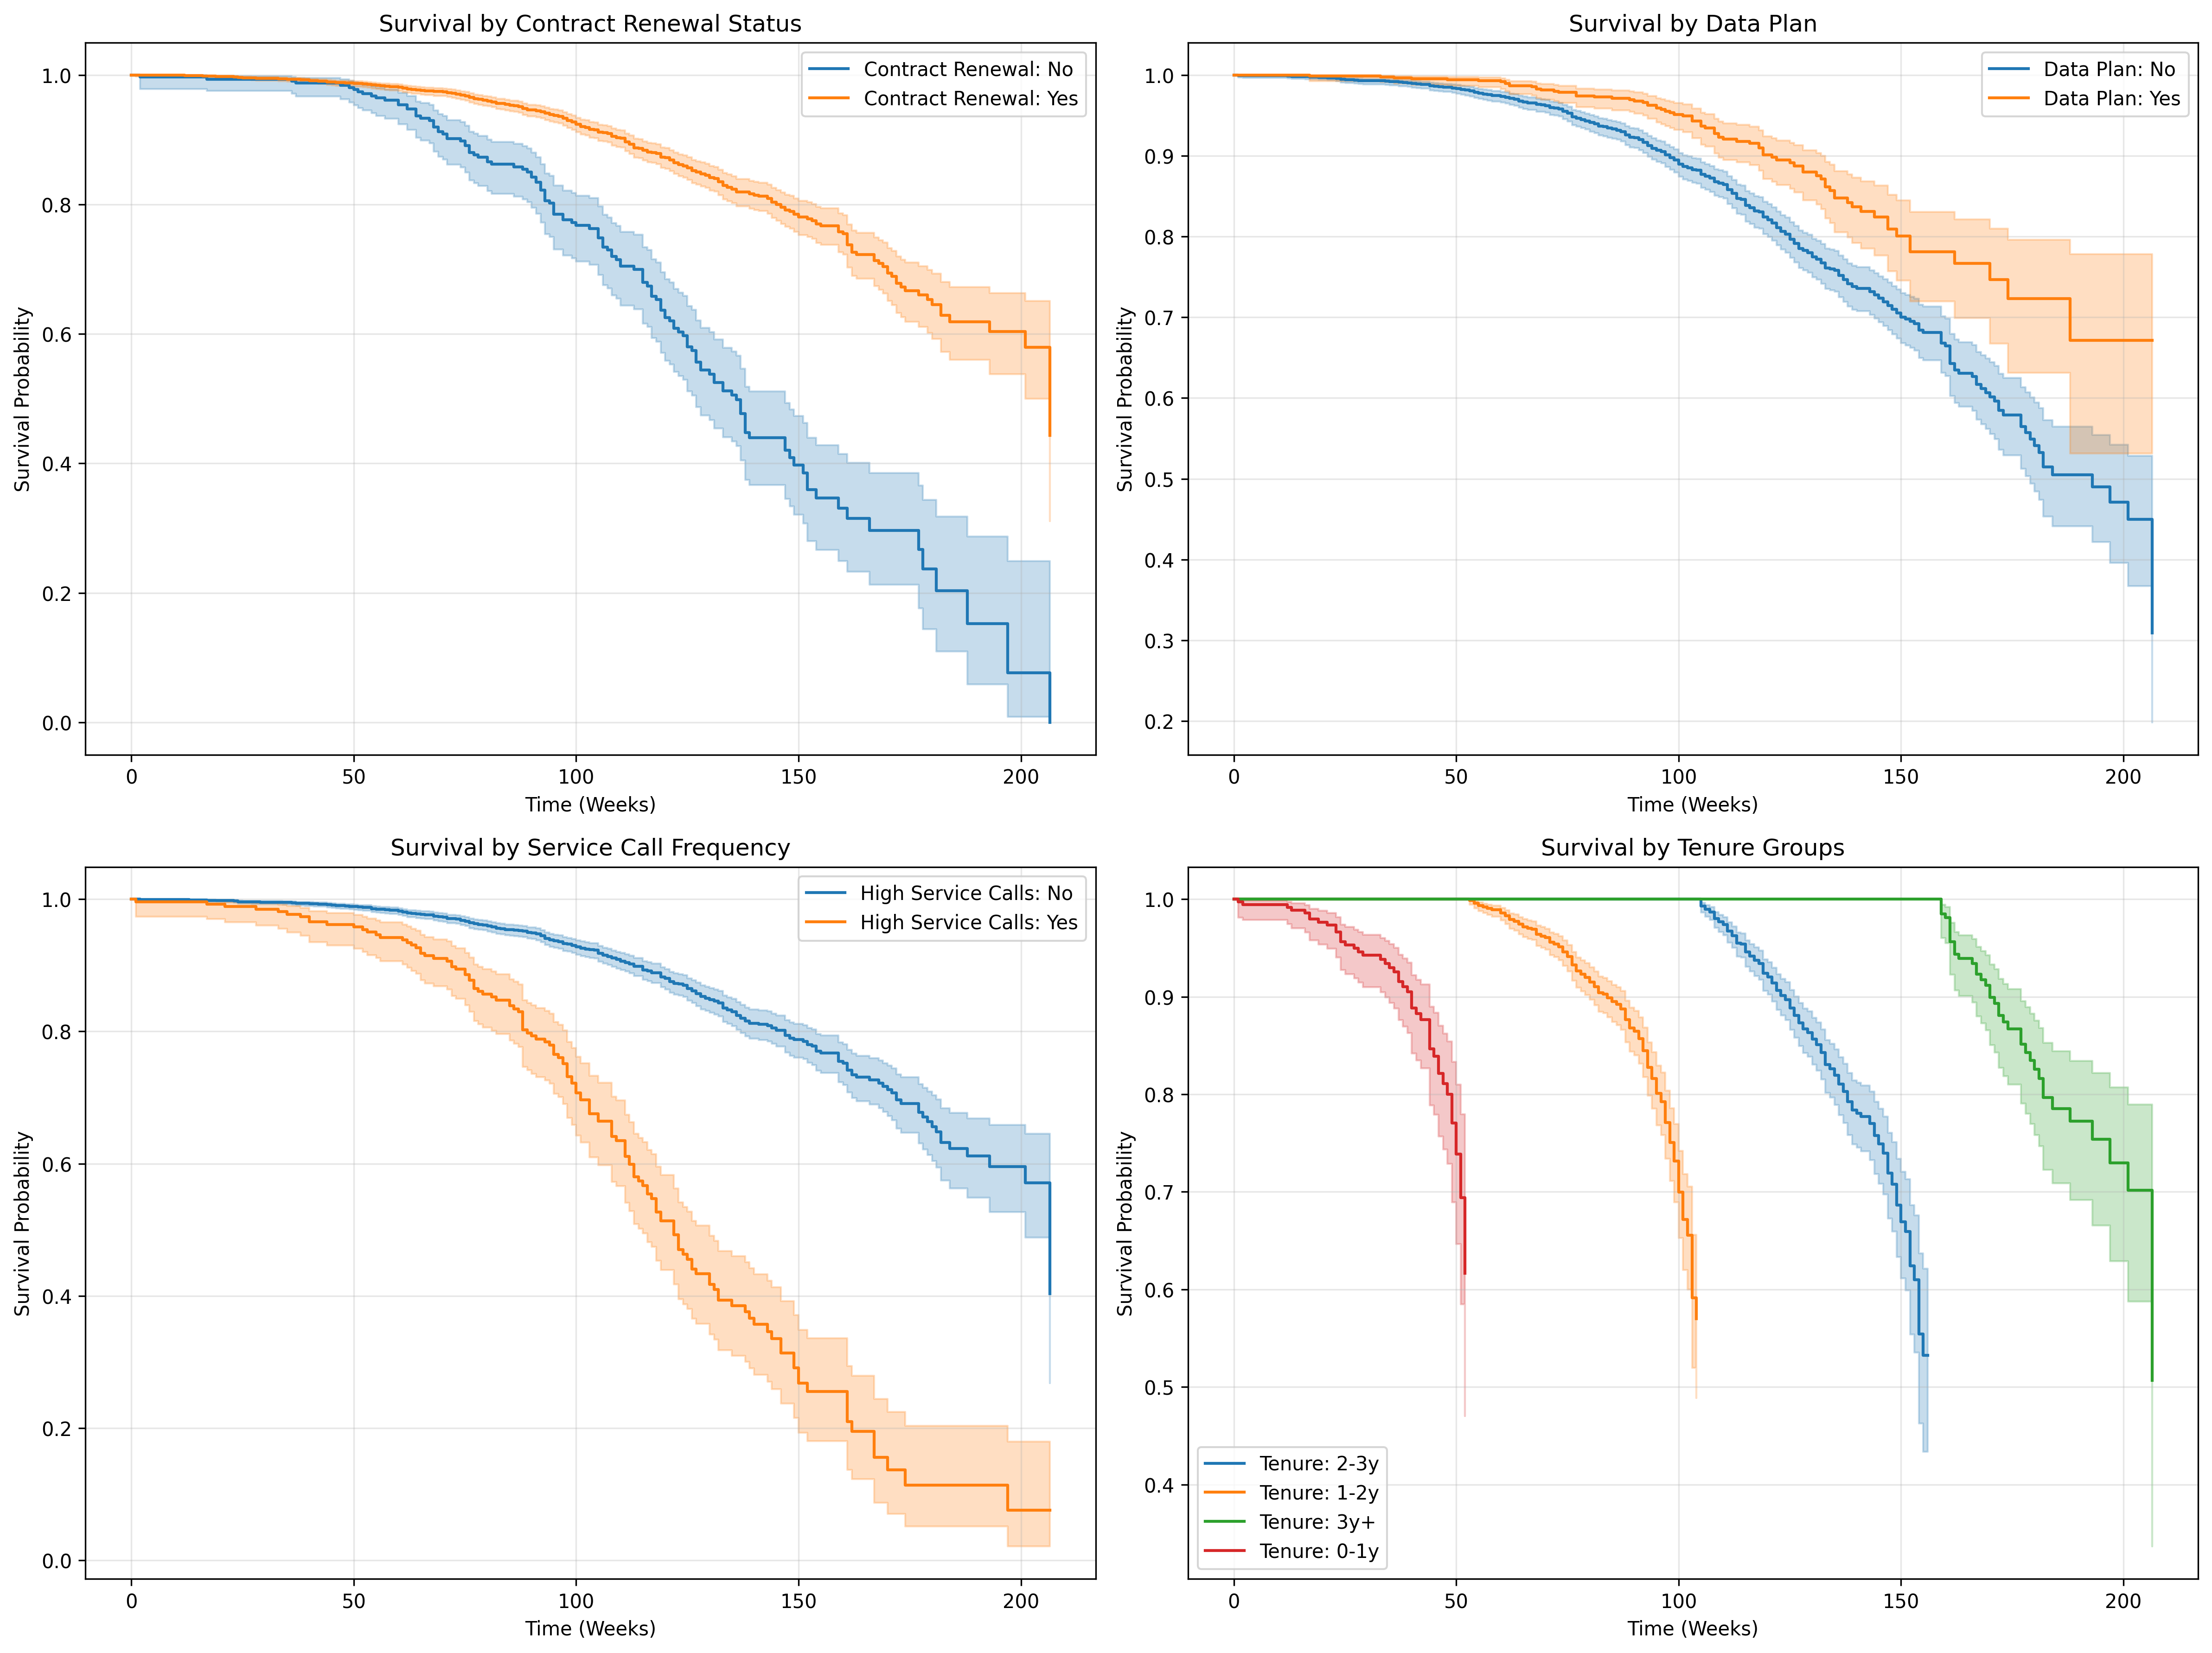 Survival by Contract Renewal Status
Contract Renewal: No
Contract Renewal: Yes
Survival Probability
1.0
0.8
0.6
0.4
0.2
0.0
0 50 100 150 200
Time (Weeks)
Survival by Data Plan
Data Plan: No
Data Plan: Yes
Survival Probability
1.0
0.9
0.8
0.7
0.6
0.5
0.4
0.3
0.2
0 50 100 150 200
Time (Weeks)
Survival by Service Call Frequency
High Service Calls: No
High Service Calls: Yes
Survival Probability
1.0
0.8
0.6
0.4
0.2
0.0
0 50 100 150 200
Time (Weeks)
Survival by Tenure Groups
Survival Probability
1.0
0.9
0.8
0.7
0.6
0.5
0.4
Tenure: 2-3y
Tenure: 1-2y
Tenure: 3y+
Tenure: 0-1y
0 50 100 150 200
Time (Weeks)